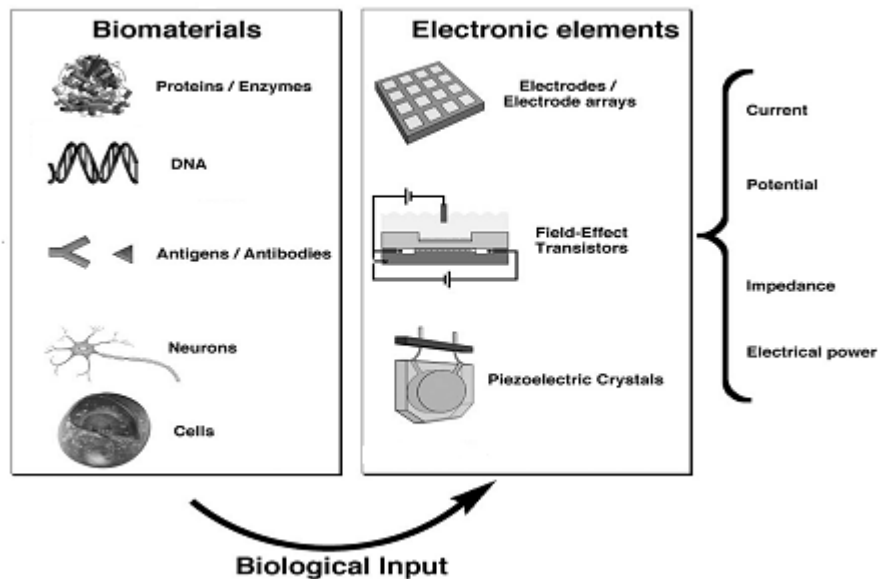 Biomaterials
Proteins / Enzymes
DNA
Antigens / Antibodies
Neurons
Cells
Electronic elements
Electrodes /
Electrode arrays
Field-Effect
Transistors
Piezoelectric Crystals
Current
Potential
Impedance
Electrical power
Biological Input